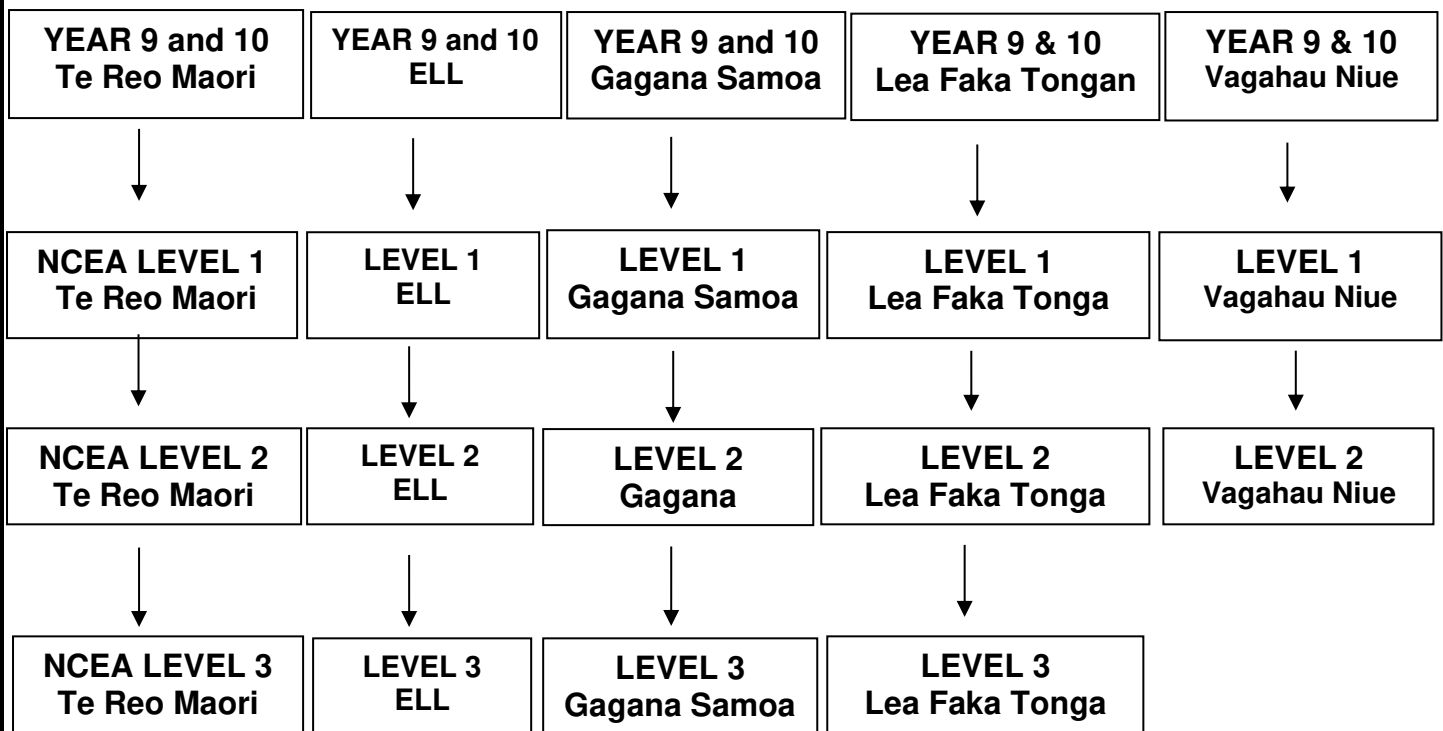 YEAR 9 and 10
Te Reo Maori
YEAR 9 and 10
ELL
YEAR 9 and 10
Gagana Samoa
YEAR 9 & 10
Lea Faka Tongan
YEAR 9 & 10
Vagahau Niue
NCEA LEVEL 1
Te Reo Maori
LEVEL 1
ELL
LEVEL 1
Gagana Samoa
LEVEL 1
Lea Faka Tonga
LEVEL 1
Vagahau Niue
NCEA LEVEL 2
Te Reo Maori
LEVEL 2
ELL
LEVEL 2
Gagana
LEVEL 2
Lea Faka Tonga
LEVEL 2
Vagahau Niue
NCEA LEVEL 3
Te Reo Maori
LEVEL 3
ELL
LEVEL 3
Gagana Samoa
LEVEL 3
Lea Faka Tonga